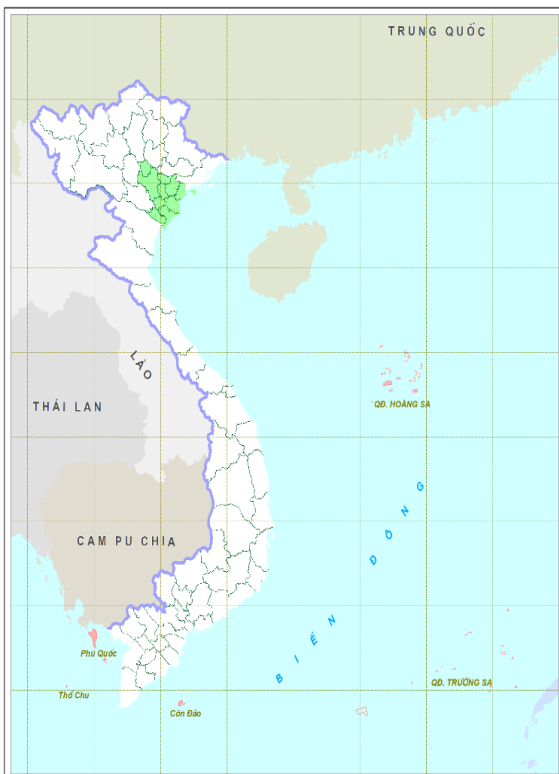 TRUNG QUỐC
LÀO
THÁI LAN
QĐ. HOÀNG SA
CAM PU CHIA
BIỂN ĐÔNG
Phú Quốc
QĐ. TRƯỜNG SA
Thổ Chu
Côn Đảo